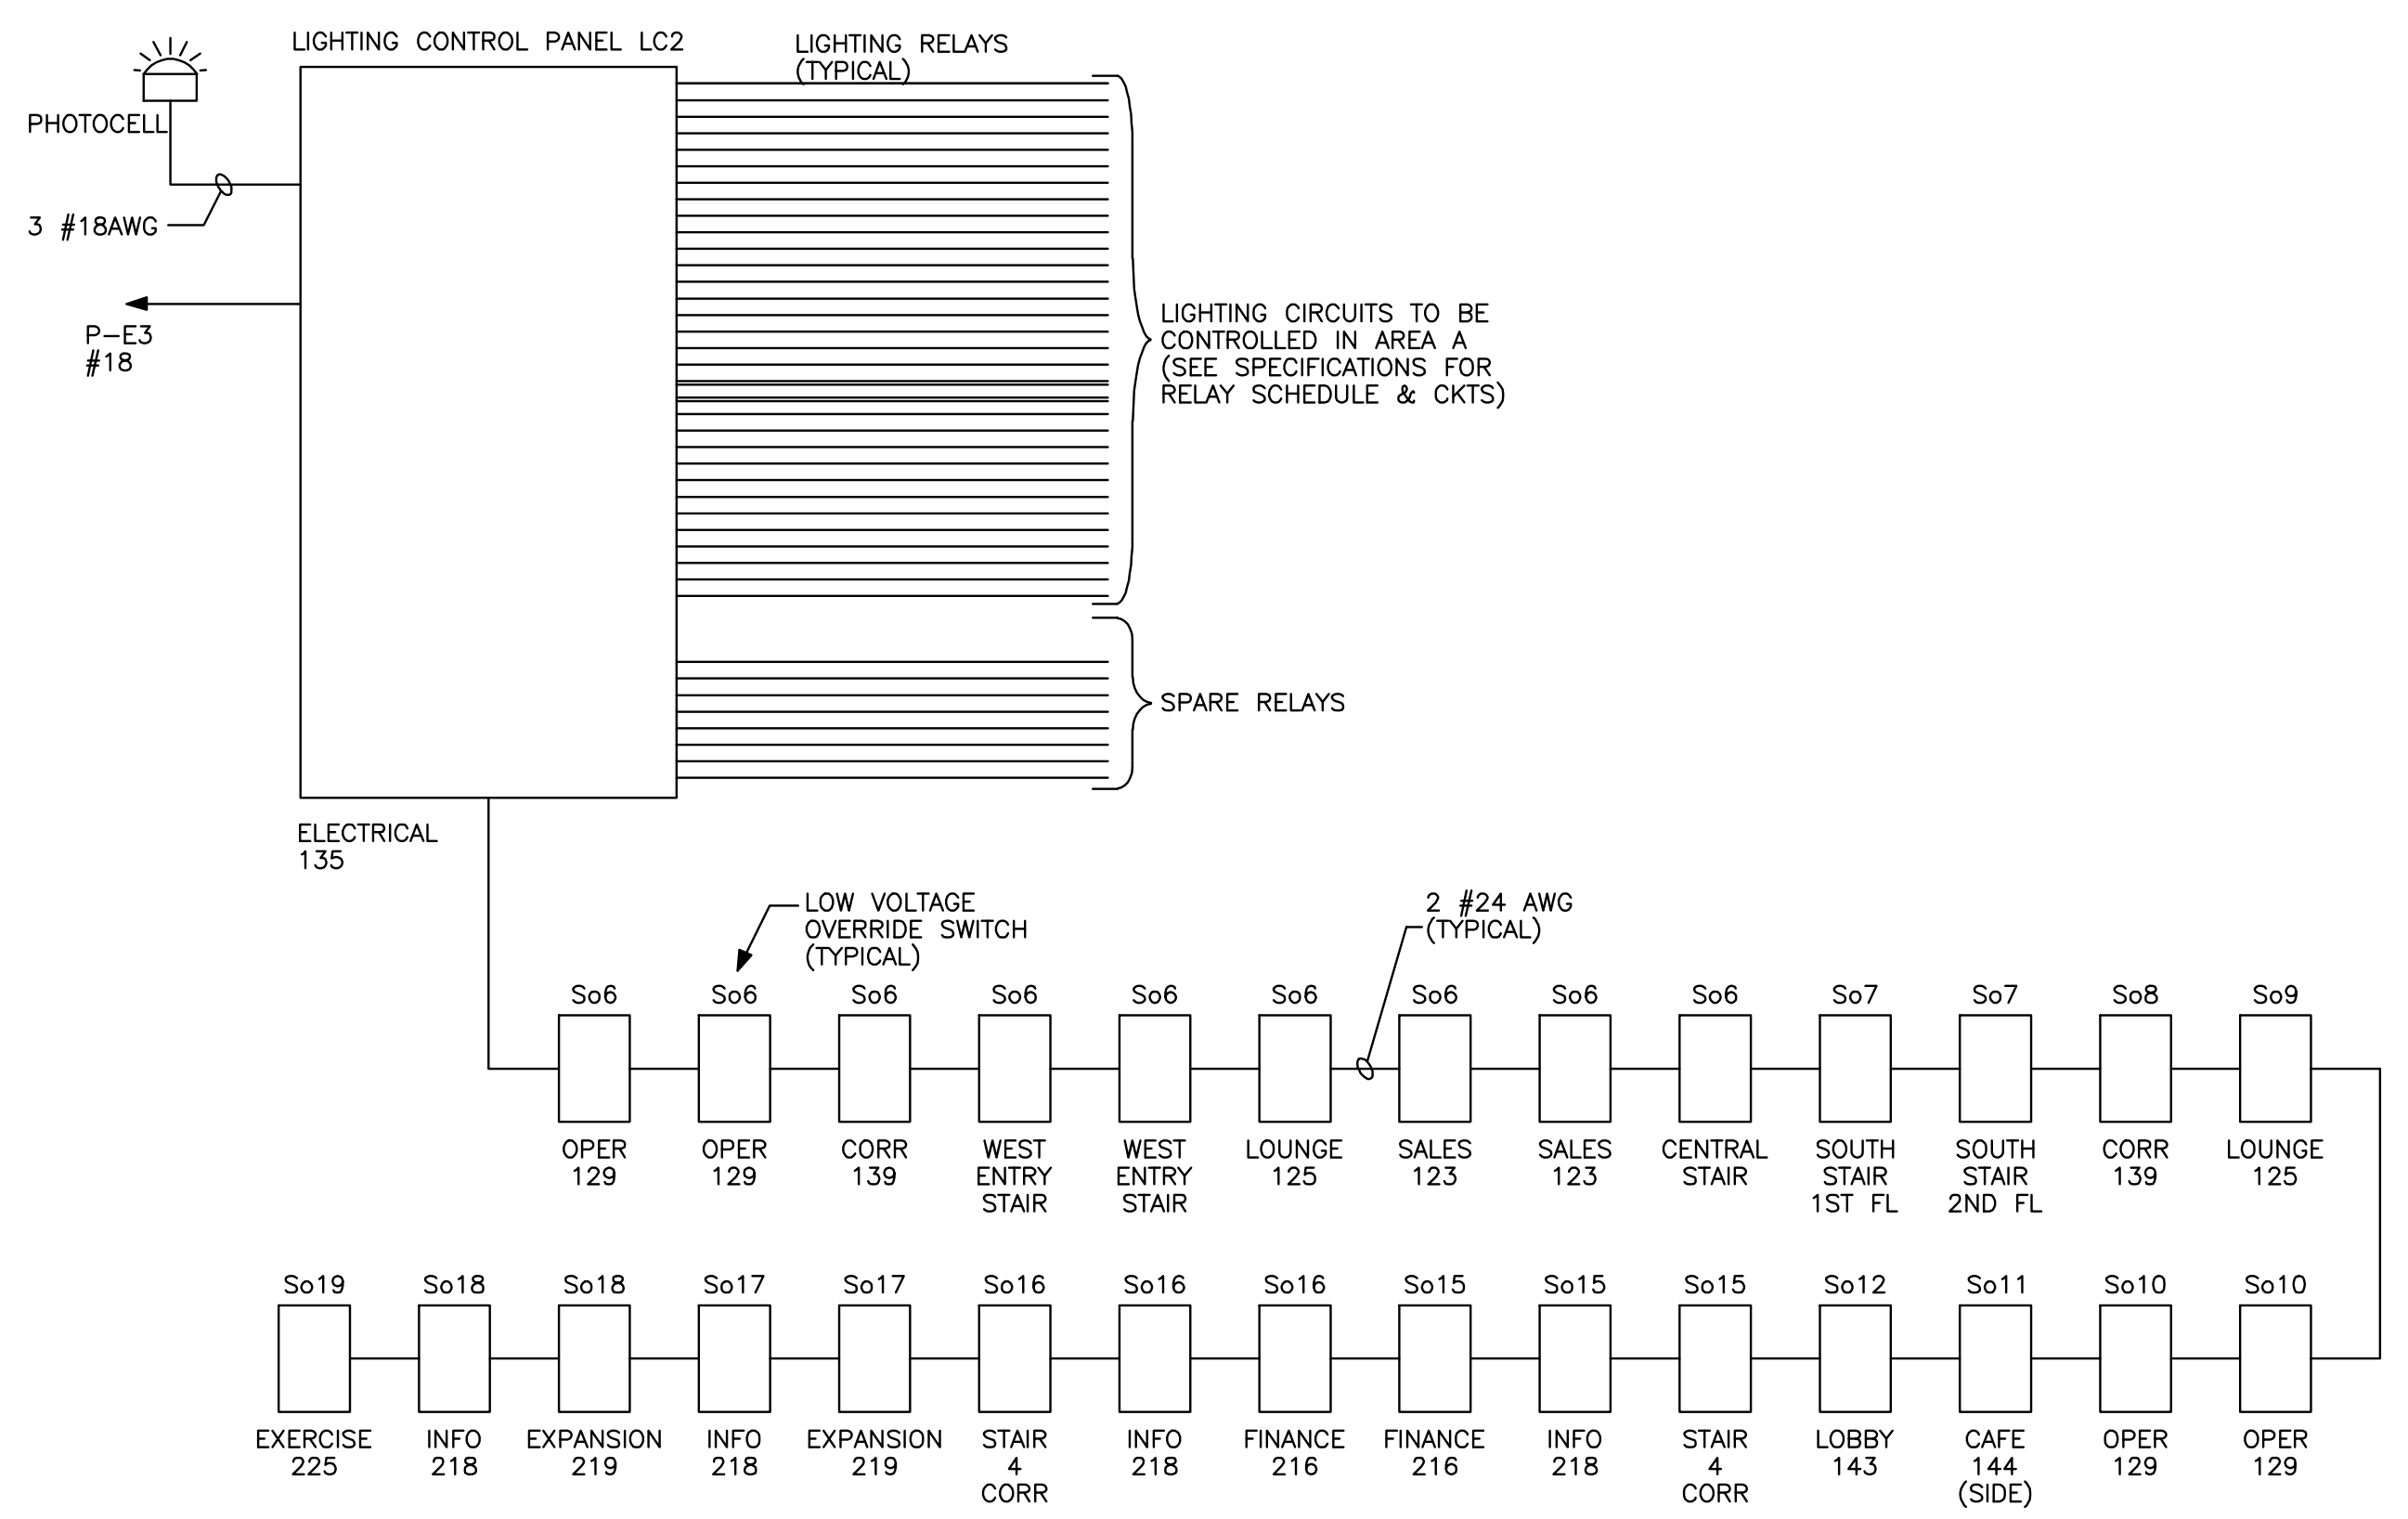 LIGHTING CONTROL PANEL LC2
LIGHTING RELAYS
(TYPICAL)
PHOTOCELL
3 #18AWG
P-E3
#18
LIGHTING CIRCUITS TO BE
CONTROLLED IN AREA A
(SEE SPECIFICATIONS FOR
RELAY SCHEDULE & CKTS)
SPARE RELAYS
ELECTRICAL
135
LOW VOLTAGE
OVERRIDE SWITCH
(TYPICAL)
2 #24 AWG
(TYPICAL)
So6 So6 So6 So6 So6 So6 So6 So6 So6 So7 So7 So8 So9
OPER OPER CORR WEST WEST LOUNGE SALES SALES CENTRAL SOUTH SOUTH CORR LOUNGE
129 129 139 ENTRY ENTRY 125 123 123 STAIR STAIR STAIR 139 125
STAIR STAIR 1ST FL 2ND FL
So19 So18 So18 So17 So17 So16 So16 So16 So15 So15 So15 So12 So11 So10 So10
EXERCISE INFO EXPANSION INFO EXPANSION STAIR INFO FINANCE FINANCE INFO STAIR LOBBY CAFE OPER OPER
225 218 219 218 219 4 218 216 216 218 4 143 144 129 129
CORR CORR (SIDE)